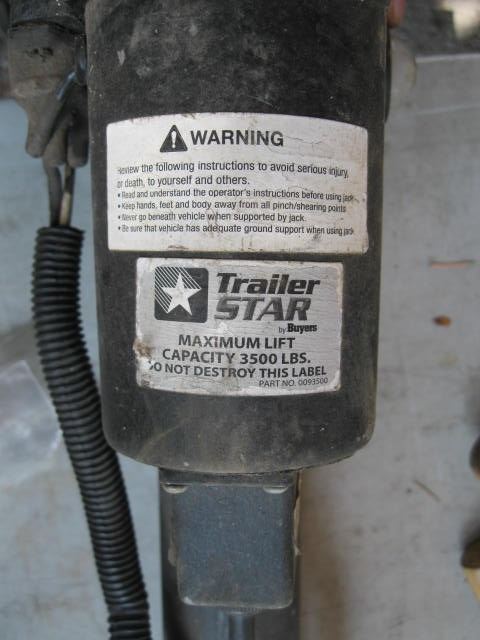 WARNING
Review the following instructions to avoid serious injury,
or death, to yourself and others.
• Read and understand the operator's instructions before using jack
• Keep hands, feet and body away from all pinch/shearing points
• Never go beneath vehicle when supported by jack.
• Be sure that vehicle has adequate ground support when using jack
Trailer
STAR
by Buyers
MAXIMUM LIFT
CAPACITY 3500 LBS.
DO NOT DESTROY THIS LABEL
PART NO. 0093500